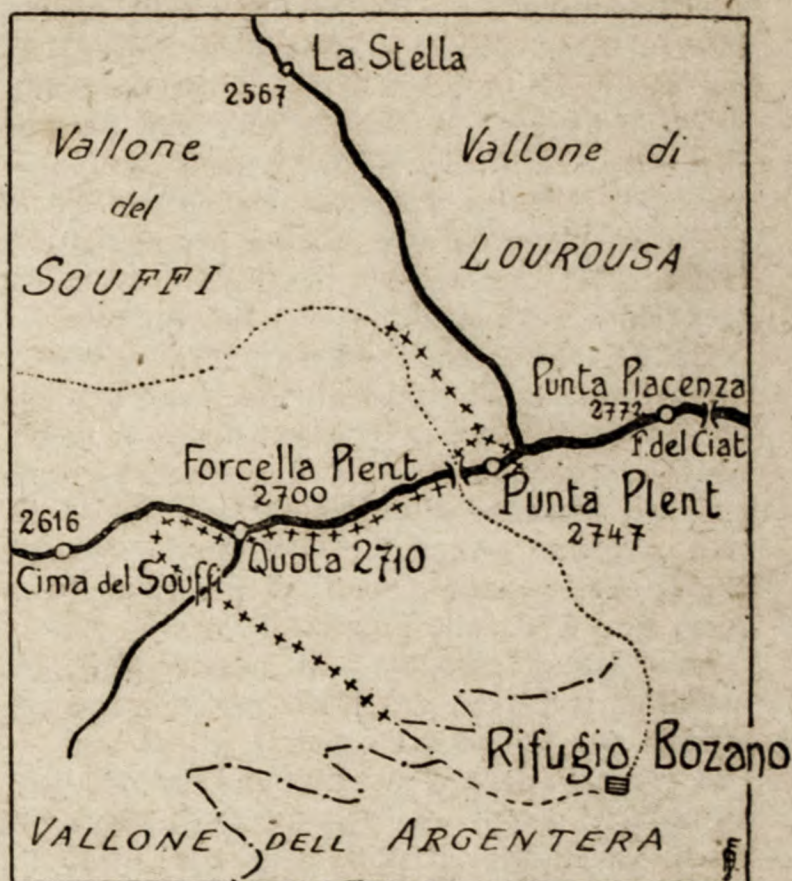 La Stella
2567
Vallone
del
SOUFFI
Vallone di
LOUROUSA
Punta Piacenza
2772
f. del Ciat
Forcella Plent
2700
Punta Plent
2747
2616
Cima del Souffi
Quota 2710
Rifugio Bozano
VALLONE DELL ARGENTERA